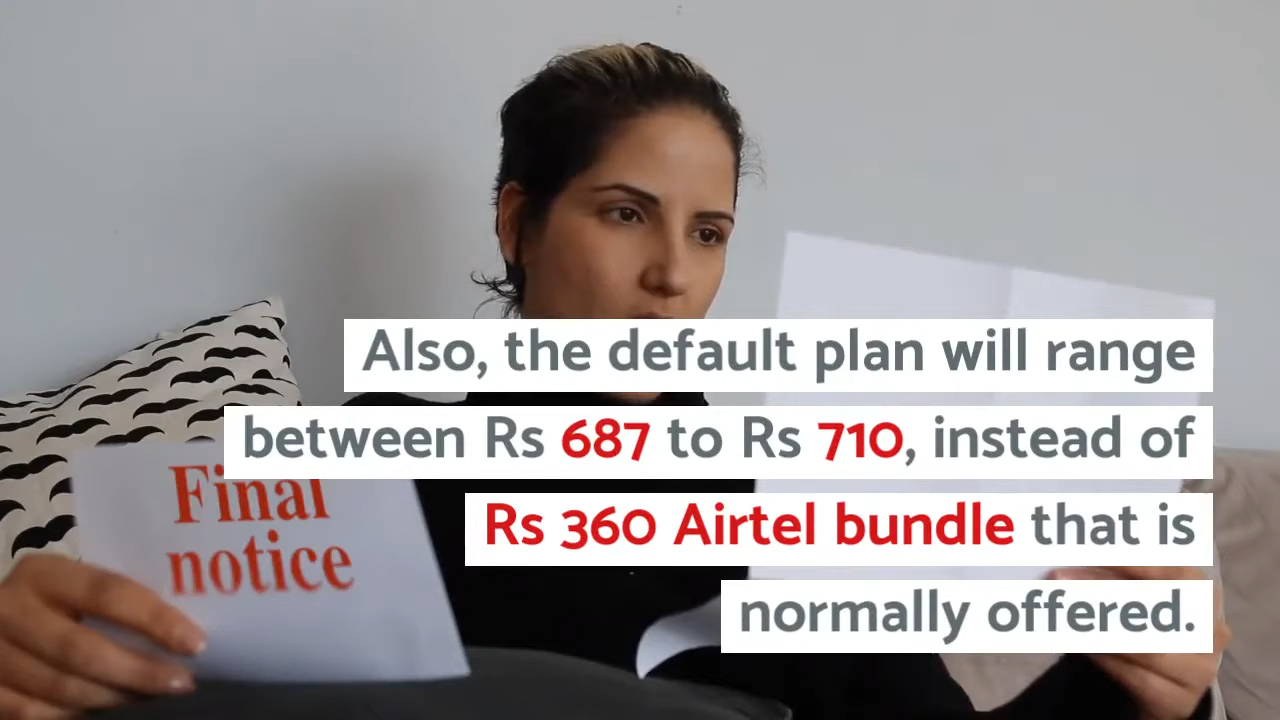 Also, the default plan will range
between Rs 687 to Rs 710, instead of
Rs 360 Airtel bundle that is
normally offered.
Final
notice